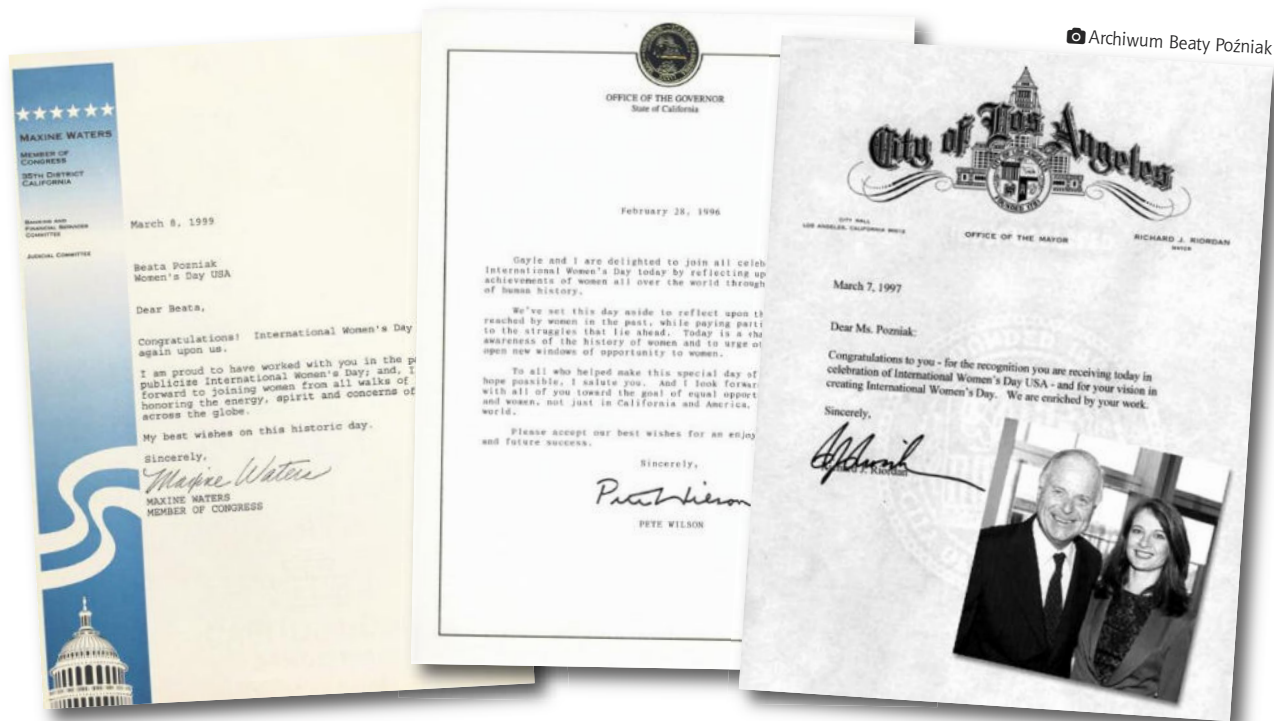 Archiwum Beaty Poźniak
MAXINE WATERS
MEMBER OF
CONGRESS
35TH DISTRICT
CALIFORNIA
BANKING AND
FINANCIAL SERVICES
COMMITTEE
JUDICIAL COMMITTEE
March 8, 1999
Beata Pozniak
Women's Day USA
Dear Beata,
Congratulations! International Women's Day
again upon us.
I am proud to have worked with you in the
publicize International Women's Day; and, I
forward to joining women from all walks of
honoring the energy, spirit and concerns of
across the globe.
My best wishes on this historic day.
Sincerely,
Maxine Waters
MAXINE WATERS
MEMBER OF CONGRESS
OFFICE OF THE GOVERNOR
State of California
February 28, 1996
Gayle and I are delighted to join all celeb
International Women's Day today by reflecting up
achievements of women all over the world through
of human history.
We've set this day aside to reflect upon th
reached by women in the past, while paying parti
to the struggles that lie ahead. Today is a cha
awareness of the history of women and to urge ot
open new windows of opportunity to women.
To all who helped make this special day of
hope possible, I salute you. And I look forwar
with all of you toward the goal of equal opport
and women, not just in California and America,
world.
Please accept our best wishes for an enjoy
and future success.
Sincerely,
Pete Wilson
PETE WILSON
City of Los Angeles
FOUNDED 1781
CITY HALL
LOS ANGELES, CALIFORNIA 90012
OFFICE OF THE MAYOR
RICHARD J. RIORDAN
MAYOR
March 7, 1997
Dear Ms. Pozniak:
Congratulations to you - for the recognition you are receiving today in
celebration of International Women's Day USA - and for your vision in
creating International Women's Day. We are enriched by your work.
Sincerely,
Richard J. Riordan